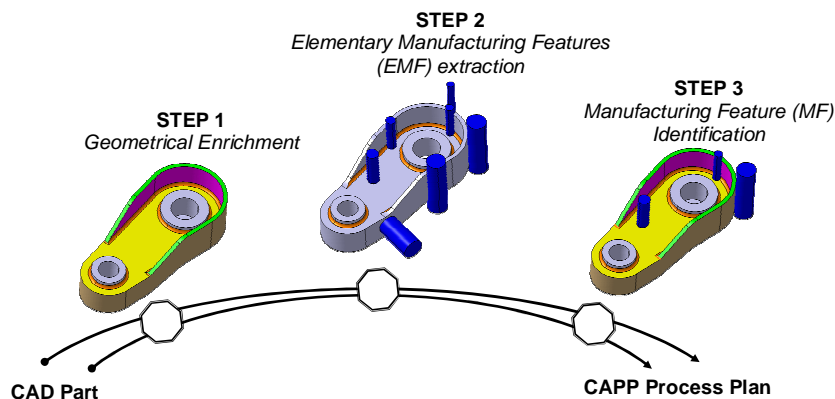 STEP 1
Geometrical Enrichment
STEP 2
Elementary Manufacturing Features
(EMF) extraction
STEP 3
Manufacturing Feature (MF)
Identification
CAD Part
CAPP Process Plan